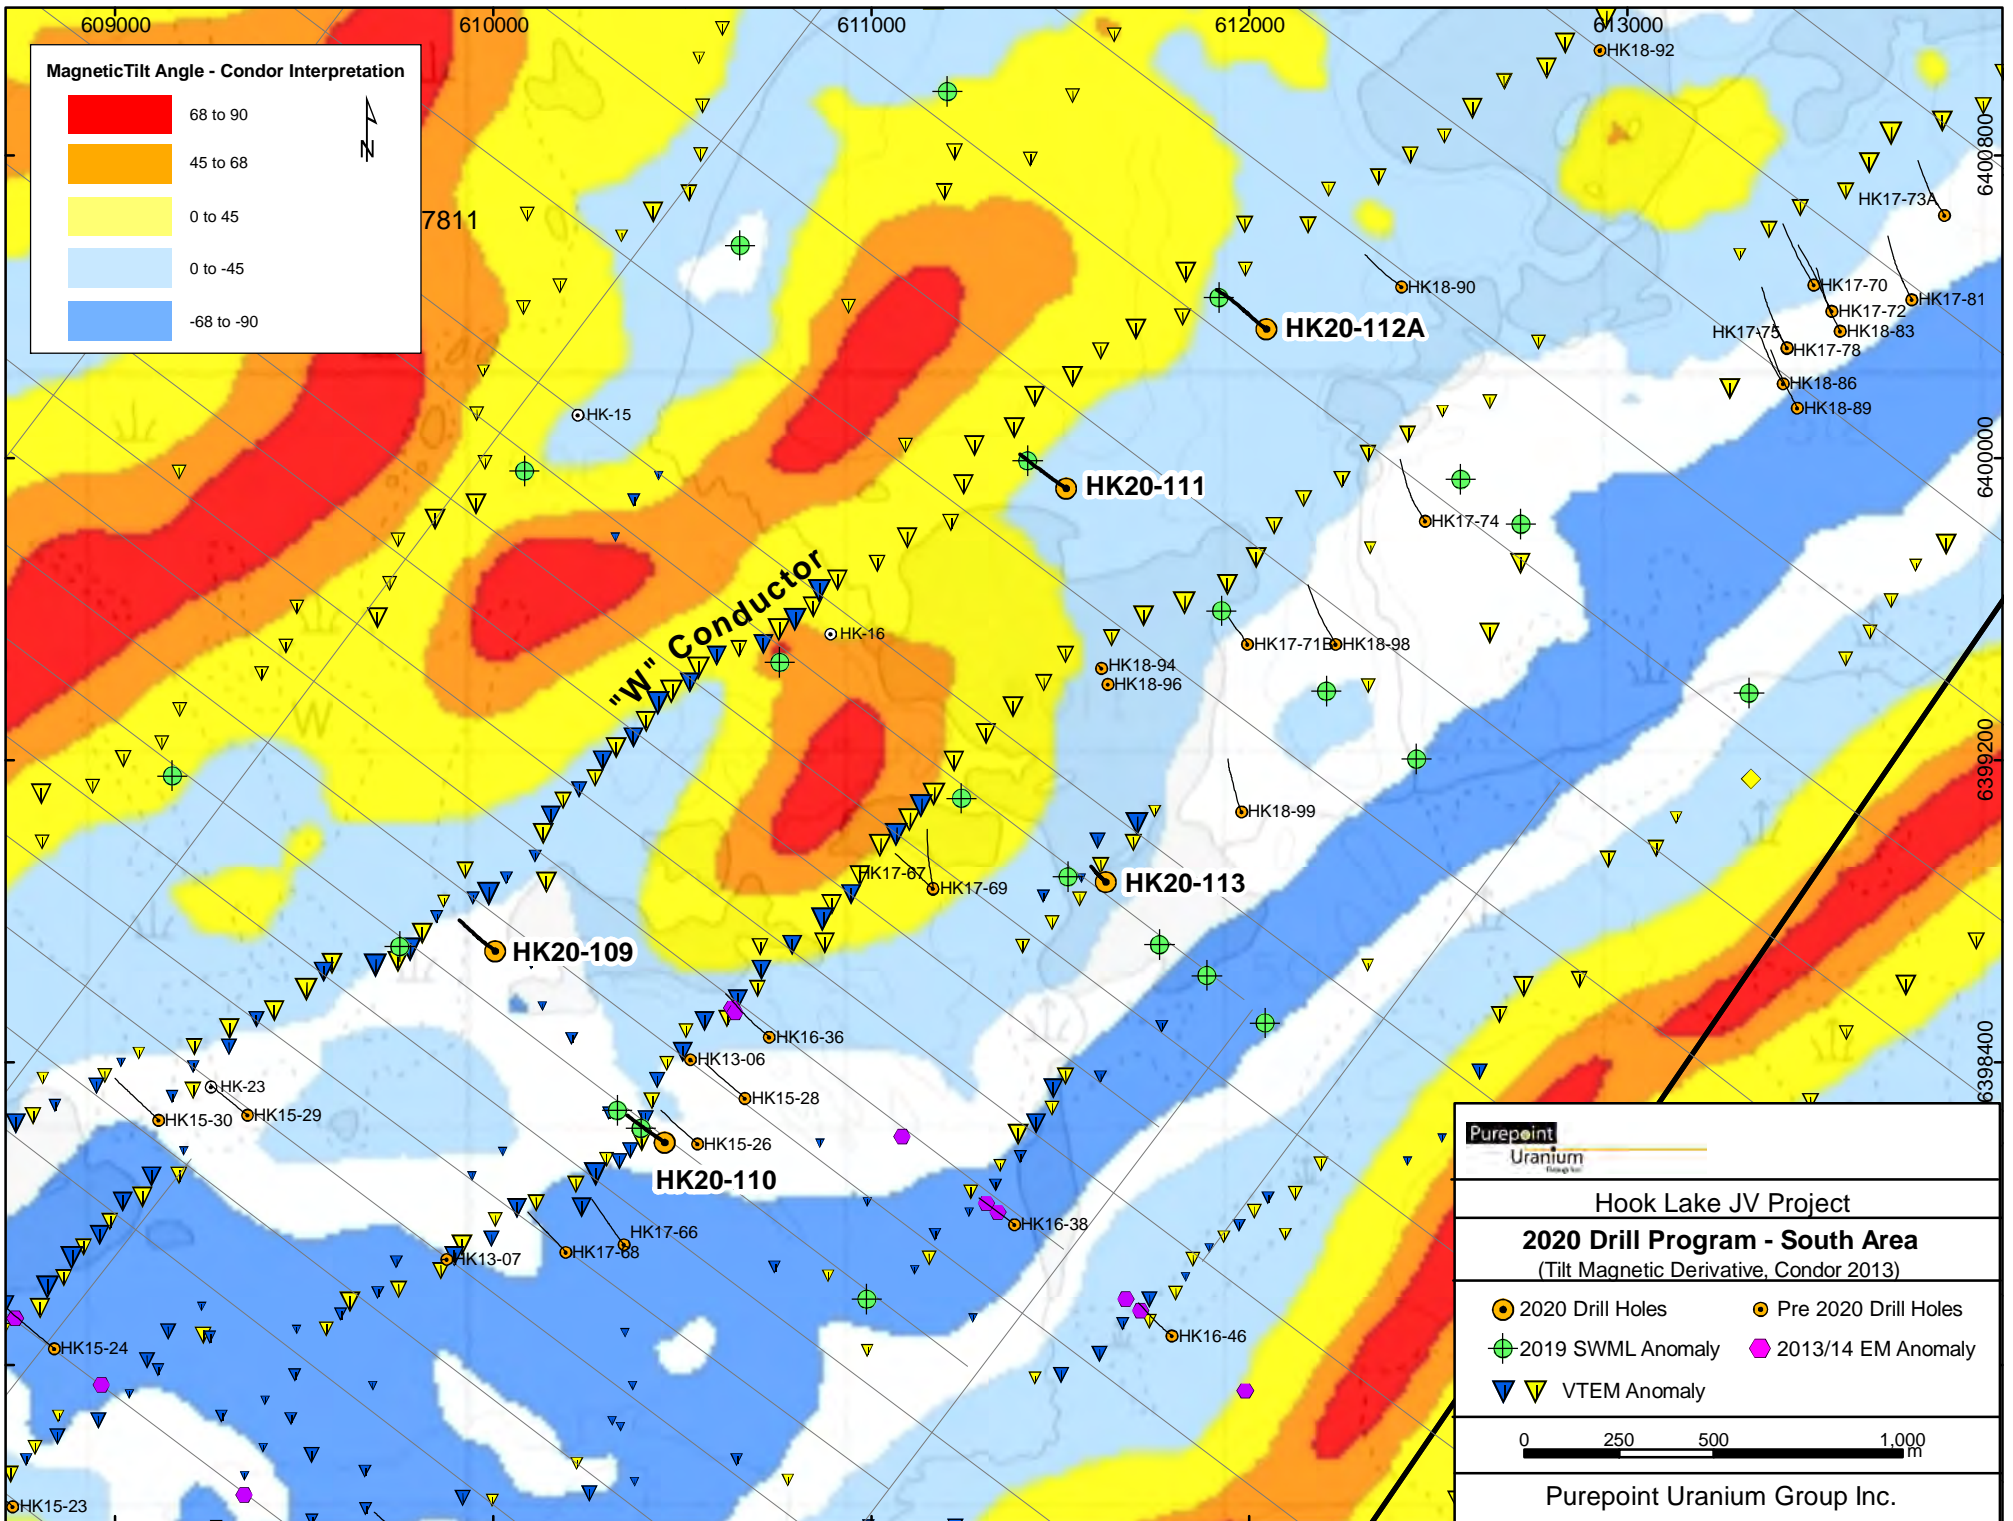 609000
610000
611000
612000
613000
MagneticTilt Angle - Condor Interpretation
68 to 90
45 to 68
0 to 45
0 to -45
-68 to -90
N
7811
HK18-92
6400800
HK17-73A
HK18-90
HK17-70
HK17-81
HK17-72
HK20-112A
HK17-75
HK18-83
HK17-78
HK18-86
HK18-89
HK-15
6400000
HK20-111
HK17-74
"W" Conductor
HK-16
HK17-71B
HK18-98
HK18-94
HK18-96
6399200
HK18-99
HK17-67
HK17-69
HK20-113
HK20-109
HK16-36
HK13-06
6398400
HK-23
HK15-28
HK15-30
HK15-29
HK15-26
HK20-110
HK16-38
HK17-66
HK17-68
HK13-07
HK16-46
HK15-24
HK15-23
Purepoint
Uranium
Hook Lake JV Project
2020 Drill Program - South Area
(Tilt Magnetic Derivative, Condor 2013)
2020 Drill Holes
Pre 2020 Drill Holes
2019 SWML Anomaly
2013/14 EM Anomaly
VTEM Anomaly
0 250 500 1,000
m
Purepoint Uranium Group Inc.